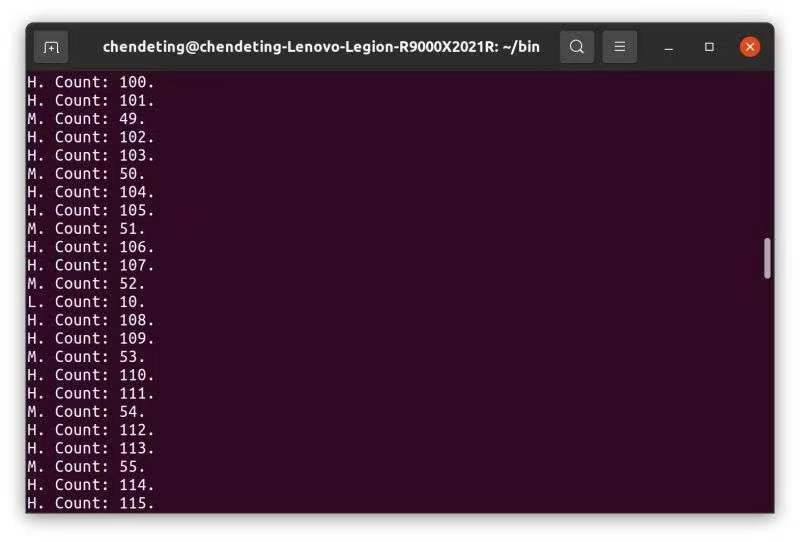 chendeting@chendeting-Lenovo-Legion-R9000X2021R: ~/bin
H. Count: 100.
H. Count: 101.
M. Count: 49.
H. Count: 102.
H. Count: 103.
M. Count: 50.
H. Count: 104.
H. Count: 105.
M. Count: 51.
H. Count: 106.
H. Count: 107.
M. Count: 52.
L. Count: 10.
H. Count: 108.
H. Count: 109.
M. Count: 53.
H. Count: 110.
H. Count: 111.
M. Count: 54.
H. Count: 112.
H. Count: 113.
M. Count: 55.
H. Count: 114.
H. Count: 115.